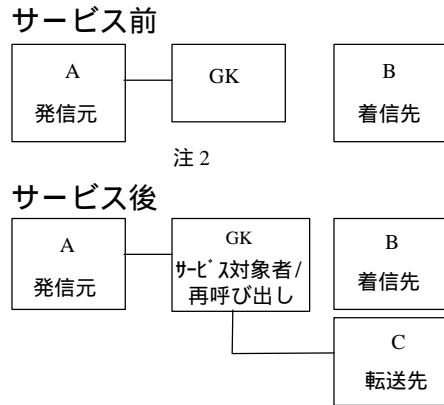 サービス前
A
発信元
GK
B
着信先
注 2
サービス後
A
発信元
GK
ｻｰﾋﾞｽ対象者/
再呼び出し
B
着信先
C
転送先